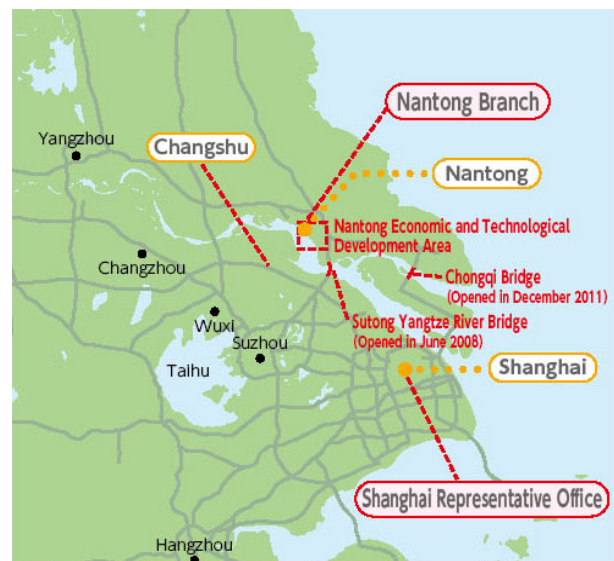 Nantong Branch
Yangzhou
Changshu
Nantong
Nantong Economic and Technological
Development Area
Changzhou
Chongqi Bridge
(Opened in December 2011)
Wuxi
Sutong Yangtze River Bridge
(Opened in June 2008)
Suzhou
Taihu
Shanghai
Shanghai Representative Office
Hangzhou